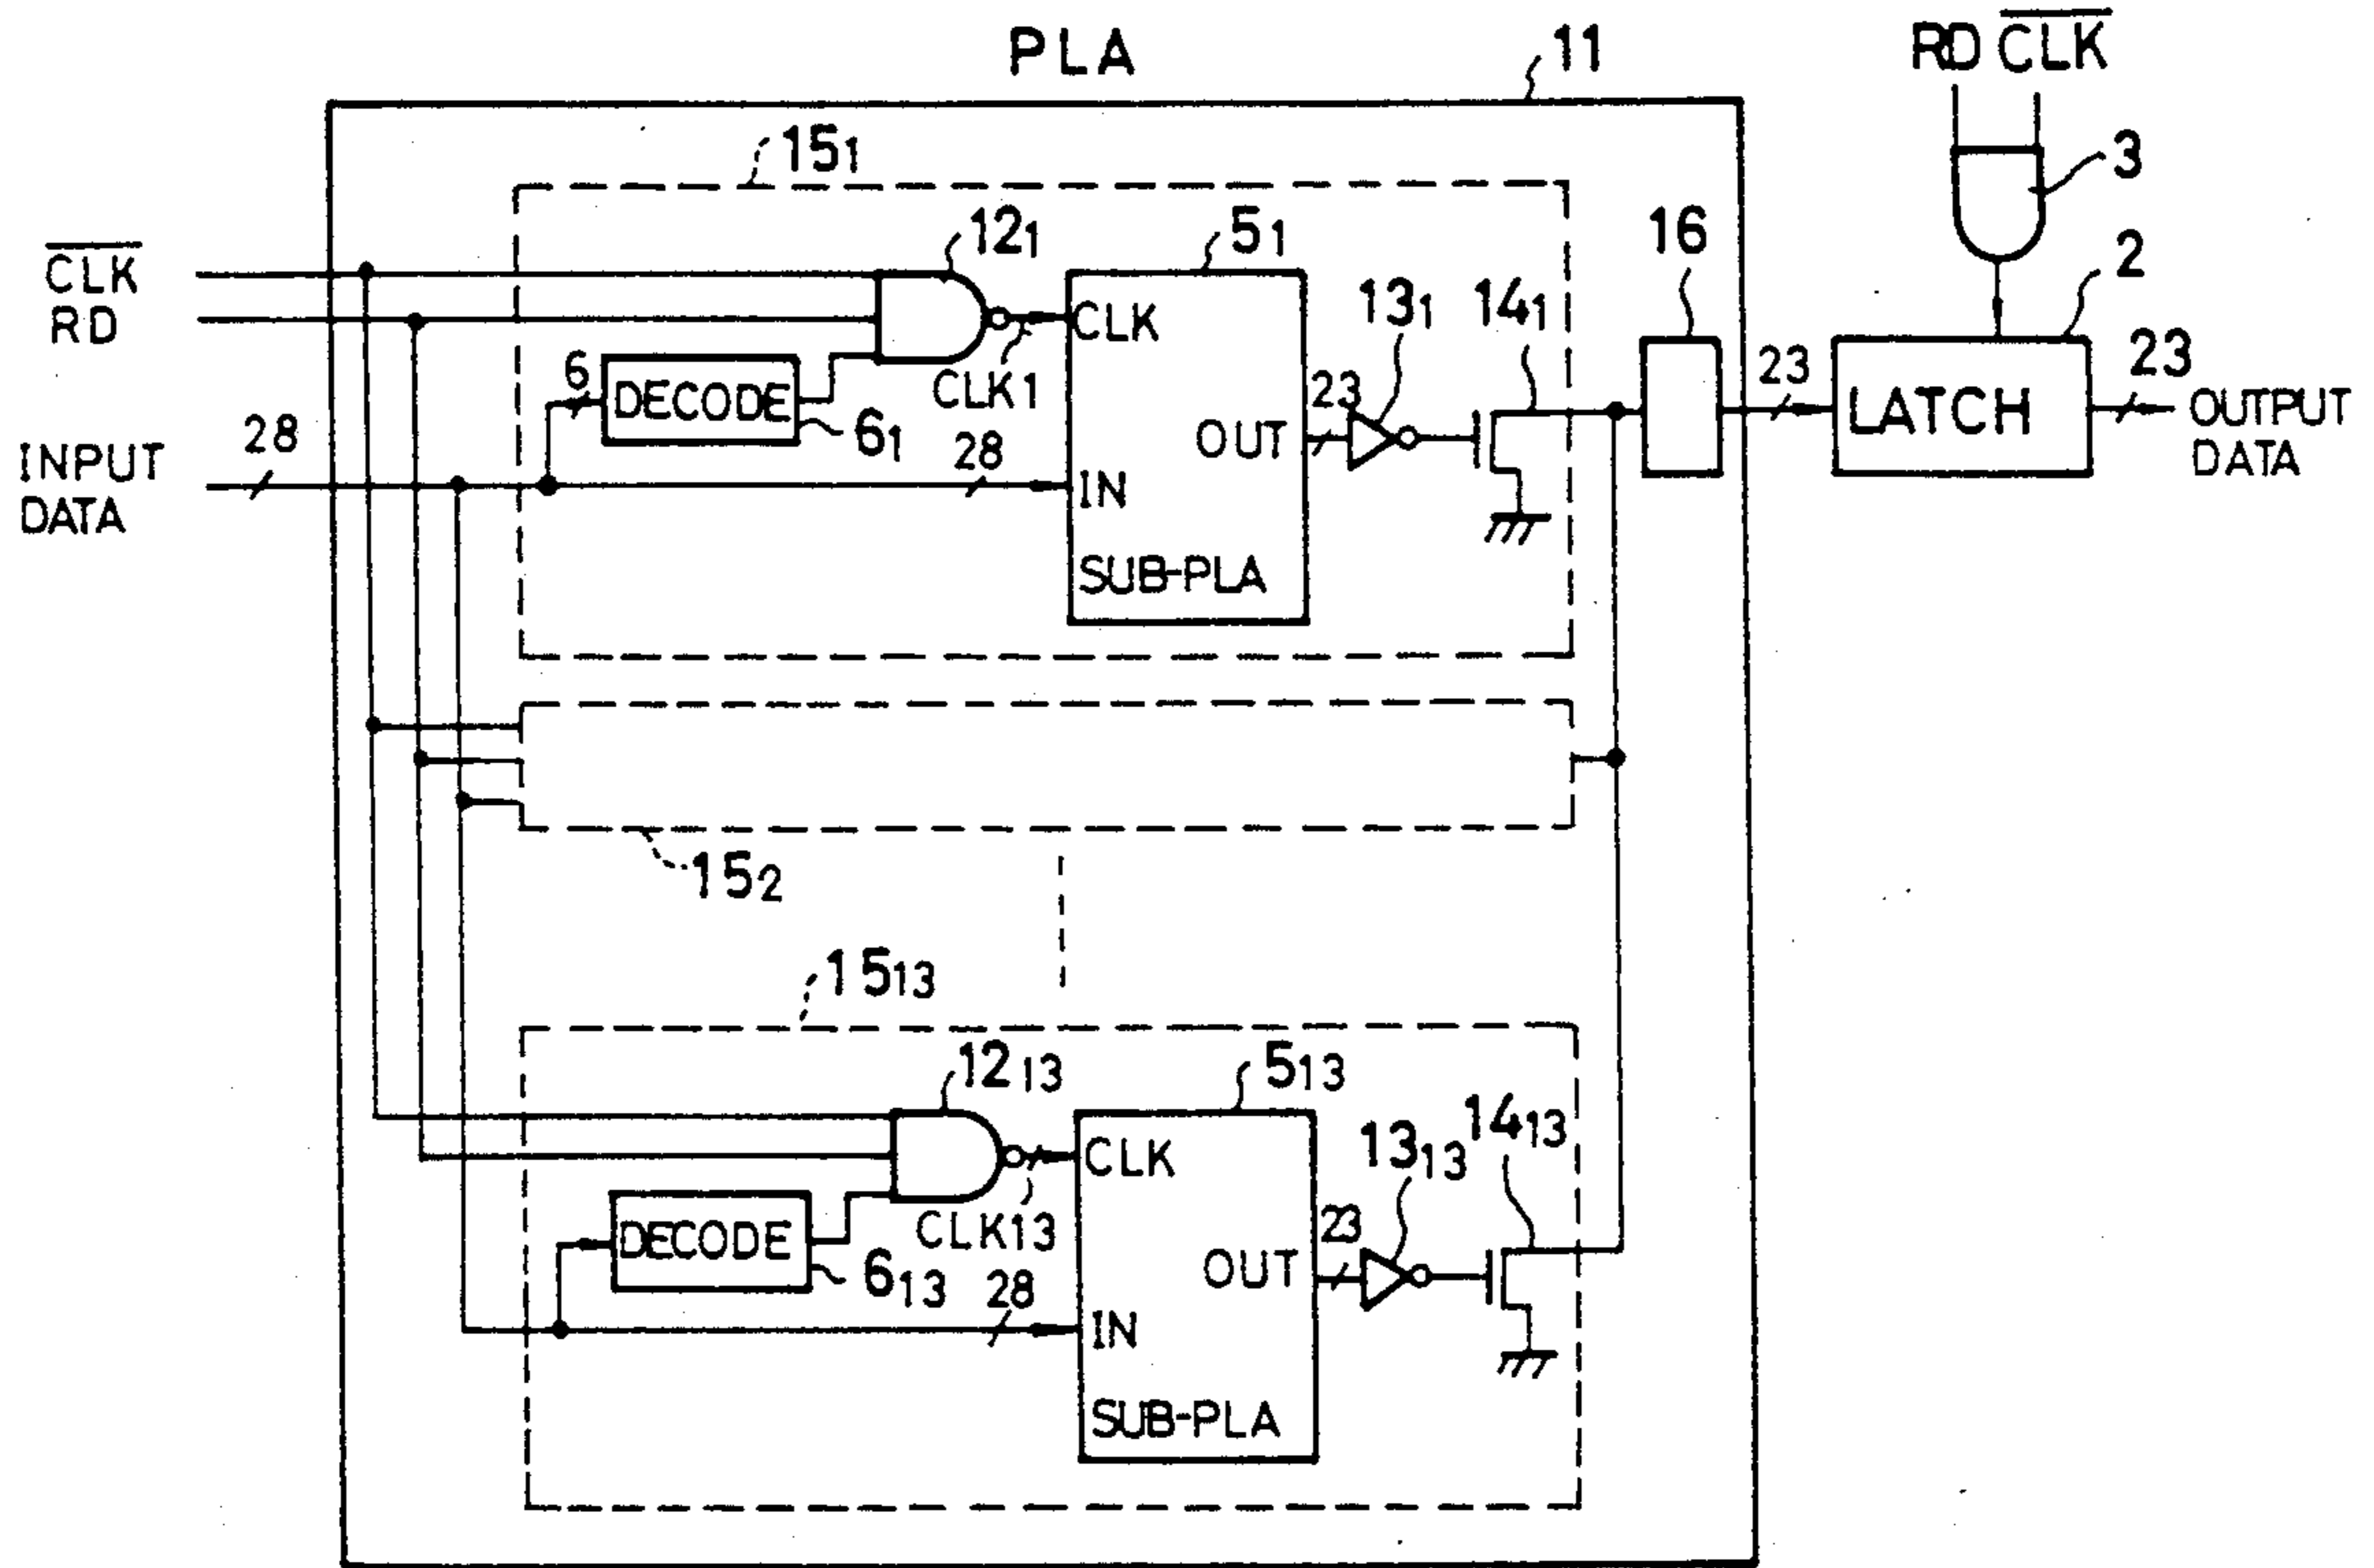 PLA
11
RD C̅L̅K̅
3
2
15₁
12₁
5₁
16
C̅L̅K̅
RD
CLK
13₁
14₁
CLK1
6
DECODE
6₁
23
OUT
23
LATCH
23
OUTPUT
DATA
INPUT
DATA
28
28
IN
SUB-PLA
15₂
15₁₃
12₁₃
5₁₃
CLK
13₁₃
14₁₃
CLK13
DECODE
6₁₃
23
OUT
28
IN
SUB-PLA